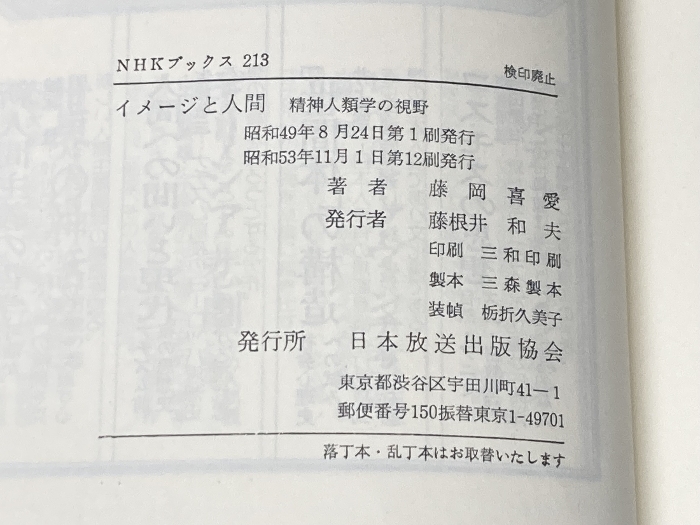 NHKブックス 213
検印廃止
イメージと人間 精神人類学の視野
昭和49年8月24日第1刷発行
昭和53年11月1日第12刷発行
著者 藤岡喜愛
発行者 藤根井和夫
印刷 三和印刷
製本 三森製本
装幀 栃折久美子
発行所 日本放送出版協会
東京都渋谷区宇田川町41―1
郵便番号150振替東京1-49701
落丁本・乱丁本はお取替いたします